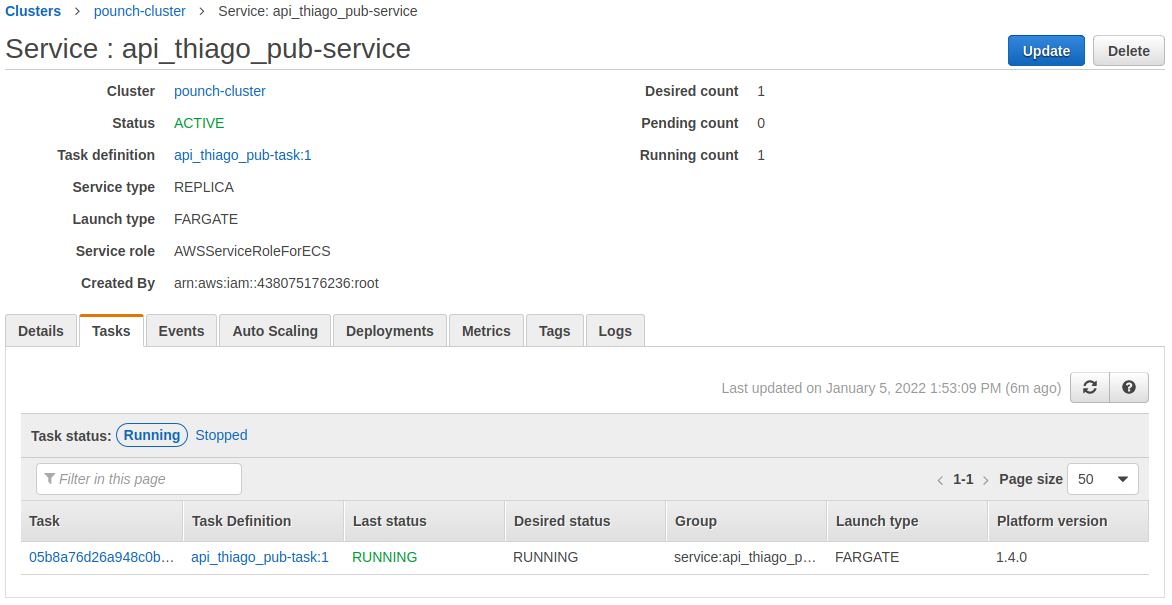 Clusters > pounch-cluster > Service: api_thiago_pub-service
Service : api_thiago_pub-service
Update Delete
Cluster pounch-cluster Desired count 1
Status ACTIVE Pending count 0
Task definition api_thiago_pub-task:1 Running count 1
Service type REPLICA
Launch type FARGATE
Service role AWSServiceRoleForECS
Created By arn:aws:iam::438075176236:root
Details Tasks Events Auto Scaling Deployments Metrics Tags Logs
Last updated on January 5, 2022 1:53:09 PM (6m ago)
Task status: Running Stopped
Filter in this page < 1-1 > Page size 50
Task Task Definition Last status Desired status Group Launch type Platform version
05b8a76d26a948c0b… api_thiago_pub-task:1 RUNNING RUNNING service:api_thiago_p… FARGATE 1.4.0